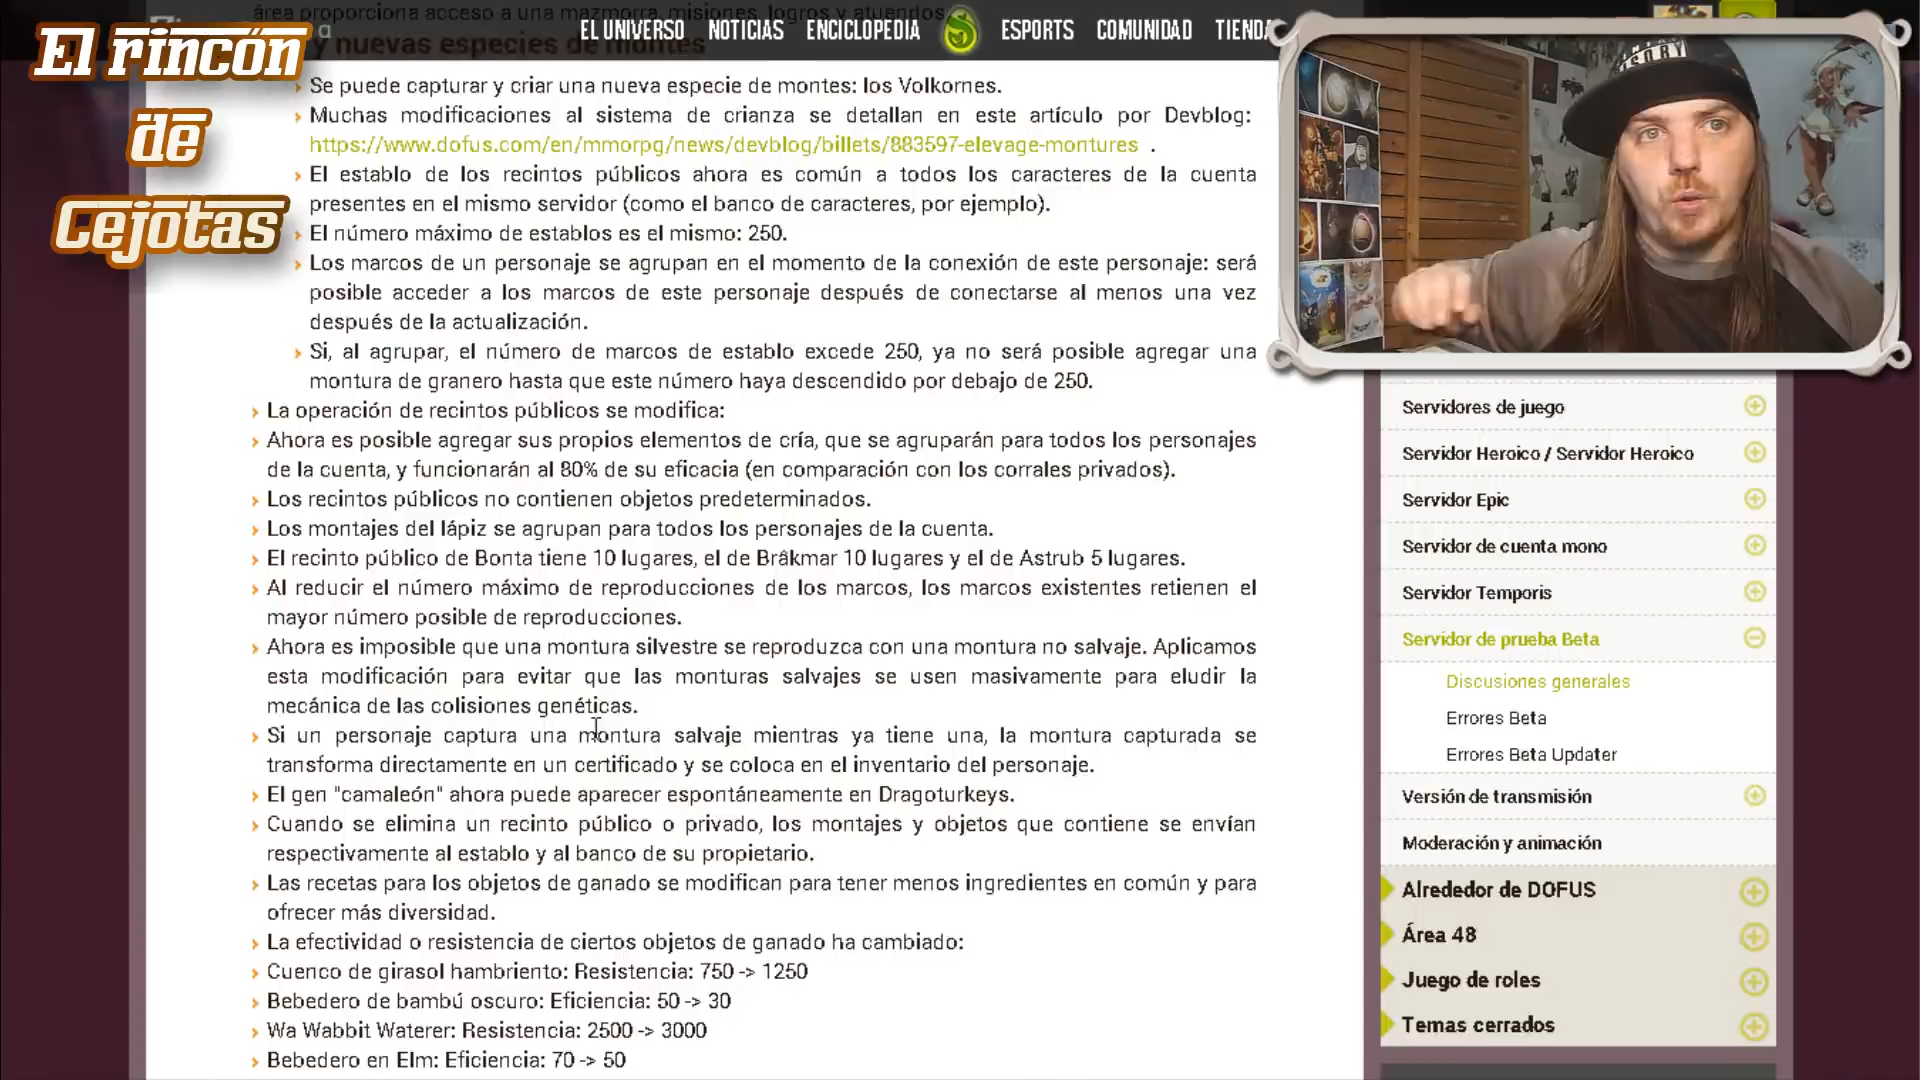 área proporciona acceso a una mazmorra, misiones, logros y atuendos.
y nuevas especies de montes
El rincón
de
Cejotas
EL UNIVERSO
NOTICIAS
ENCICLOPEDIA
ESPORTS
COMUNIDAD
TIENDA
Se puede capturar y criar una nueva especie de montes: los Volkornes.
Muchas modificaciones al sistema de crianza se detallan en este artículo por Devblog:
https://www.dofus.com/en/mmorpg/news/devblog/billets/883597-elevage-montures .
El establo de los recintos públicos ahora es común a todos los caracteres de la cuenta
presentes en el mismo servidor (como el banco de caracteres, por ejemplo).
El número máximo de establos es el mismo: 250.
Los marcos de un personaje se agrupan en el momento de la conexión de este personaje: será
posible acceder a los marcos de este personaje después de conectarse al menos una vez
después de la actualización.
Si, al agrupar, el número de marcos de establo excede 250, ya no será posible agregar una
montura de granero hasta que este número haya descendido por debajo de 250.
La operación de recintos públicos se modifica:
Ahora es posible agregar sus propios elementos de cría, que se agruparán para todos los personajes
de la cuenta, y funcionarán al 80% de su eficacia (en comparación con los corrales privados).
Los recintos públicos no contienen objetos predeterminados.
Los montajes del lápiz se agrupan para todos los personajes de la cuenta.
El recinto público de Bonta tiene 10 lugares, el de Brâkmar 10 lugares y el de Astrub 5 lugares.
Al reducir el número máximo de reproducciones de los marcos, los marcos existentes retienen el
mayor número posible de reproducciones.
Ahora es imposible que una montura silvestre se reproduzca con una montura no salvaje. Aplicamos
esta modificación para evitar que las monturas salvajes se usen masivamente para eludir la
mecánica de las colisiones genéticas.
Si un personaje captura una montura salvaje mientras ya tiene una, la montura capturada se
transforma directamente en un certificado y se coloca en el inventario del personaje.
El gen "camaleón" ahora puede aparecer espontáneamente en Dragoturkeys.
Cuando se elimina un recinto público o privado, los montajes y objetos que contiene se envían
respectivamente al establo y al banco de su propietario.
Las recetas para los objetos de ganado se modifican para tener menos ingredientes en común y para
ofrecer más diversidad.
La efectividad o resistencia de ciertos objetos de ganado ha cambiado:
Cuenco de girasol hambriento: Resistencia: 750 -> 1250
Bebedero de bambú oscuro: Eficiencia: 50 -> 30
Wa Wabbit Waterer: Resistencia: 2500 -> 3000
Bebedero en Elm: Eficiencia: 70 -> 50
Servidores de juego
Servidor Heroico / Servidor Heroico
Servidor Epic
Servidor de cuenta mono
Servidor Temporis
Servidor de prueba Beta
Discusiones generales
Errores Beta
Errores Beta Updater
Versión de transmisión
Moderación y animación
Alrededor de DOFUS
Área 48
Juego de roles
Temas cerrados